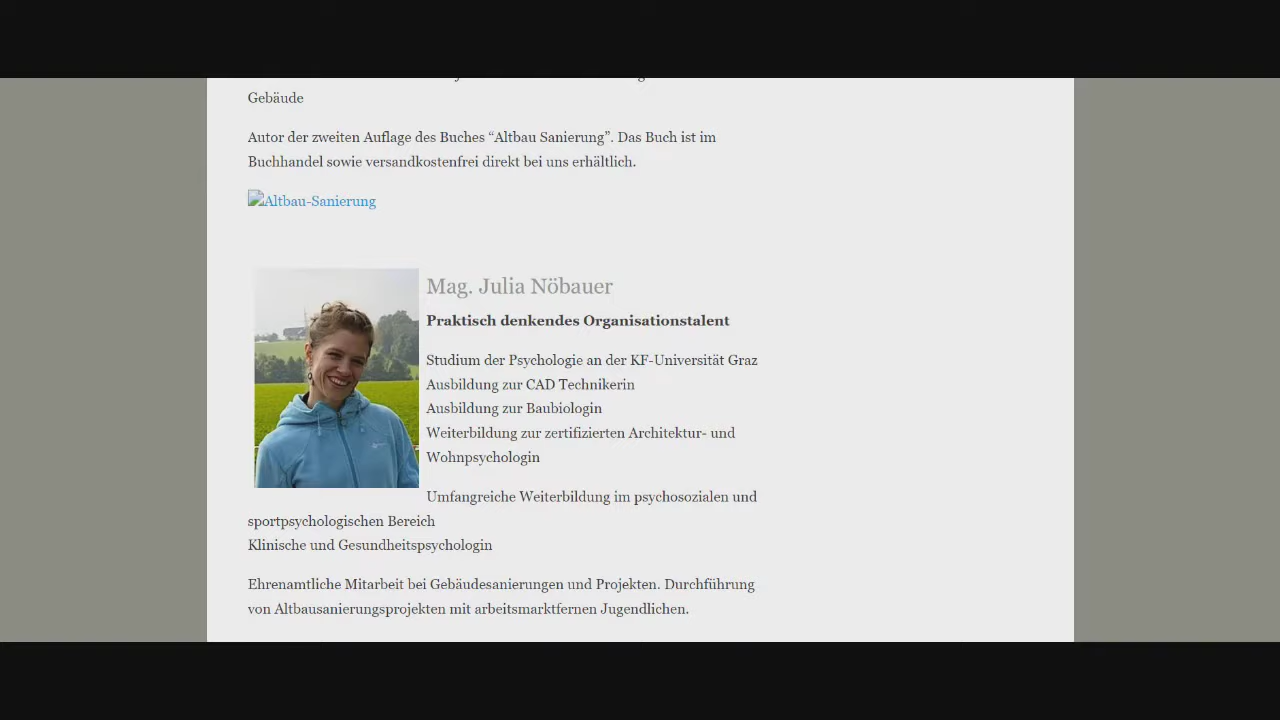 Gebäude
Autor der zweiten Auflage des Buches “Altbau Sanierung”. Das Buch ist im
Buchhandel sowie versandkostenfrei direkt bei uns erhältlich.
Altbau-Sanierung
Mag. Julia Nöbauer
Praktisch denkendes Organisationstalent
Studium der Psychologie an der KF-Universität Graz
Ausbildung zur CAD Technikerin
Ausbildung zur Baubiologin
Weiterbildung zur zertifizierten Architektur- und
Wohnpsychologin
Umfangreiche Weiterbildung im psychosozialen und
sportpsychologischen Bereich
Klinische und Gesundheitspsychologin
Ehrenamtliche Mitarbeit bei Gebäudesanierungen und Projekten. Durchführung
von Altbausanierungsprojekten mit arbeitsmarktfernen Jugendlichen.